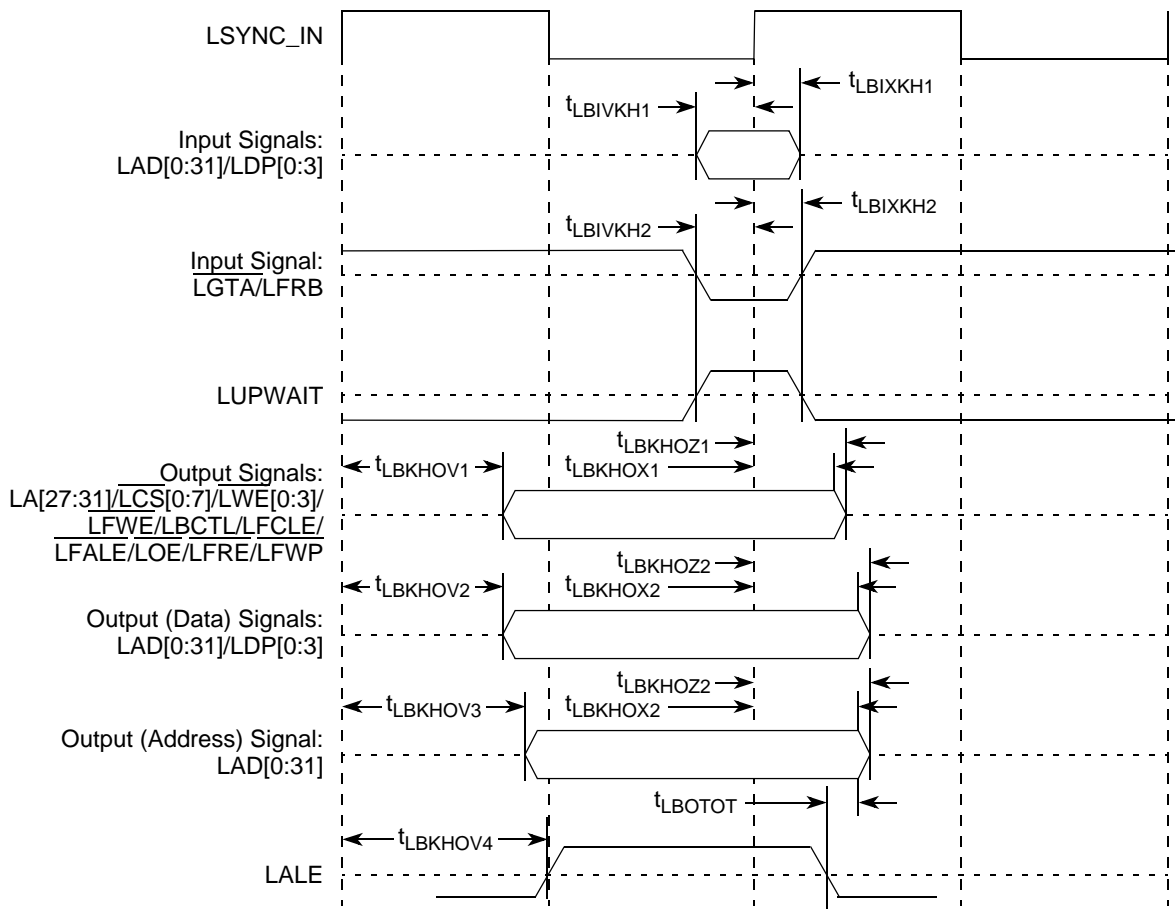 LSYNC_IN
tLBIXKH1
tLBIVKH1
Input Signals:
LAD[0:31]/LDP[0:3]
tLBIXKH2
tLBIVKH2
Input Signal:
LGTA/LFRB
LUPWAIT
tLBKHOZ1
tLBKHOV1
tLBKHOX1
Output Signals:
LA[27:31]/LCS[0:7]/LWE[0:3]/
LFWE/LBCTL/LFCLE/
LFALE/LOE/LFRE/LFWP
tLBKHOZ2
tLBKHOV2
tLBKHOX2
Output (Data) Signals:
LAD[0:31]/LDP[0:3]
tLBKHOZ2
tLBKHOV3
tLBKHOX2
Output (Address) Signal:
LAD[0:31]
tLBOTOT
tLBKHOV4
LALE